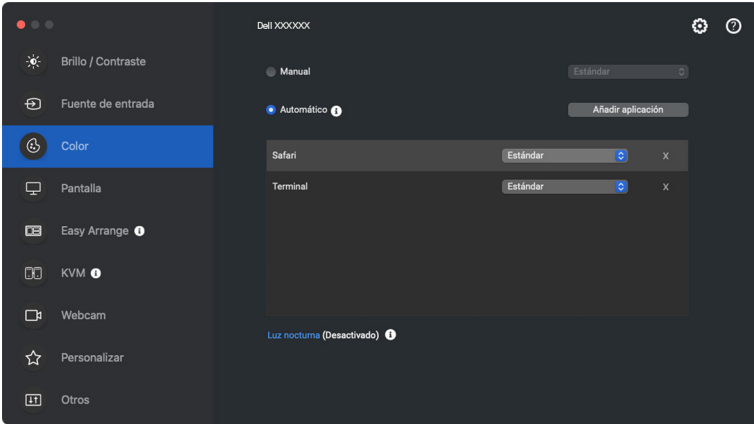 Dell XXXXXX
Brillo / Contraste
Fuente de entrada
Color
Pantalla
Easy Arrange
KVM
Webcam
Personalizar
Otros
Manual
Estándar
Automático
Añadir aplicación
Safari
Estándar
X
Terminal
Estándar
X
Luz nocturna (Desactivado)